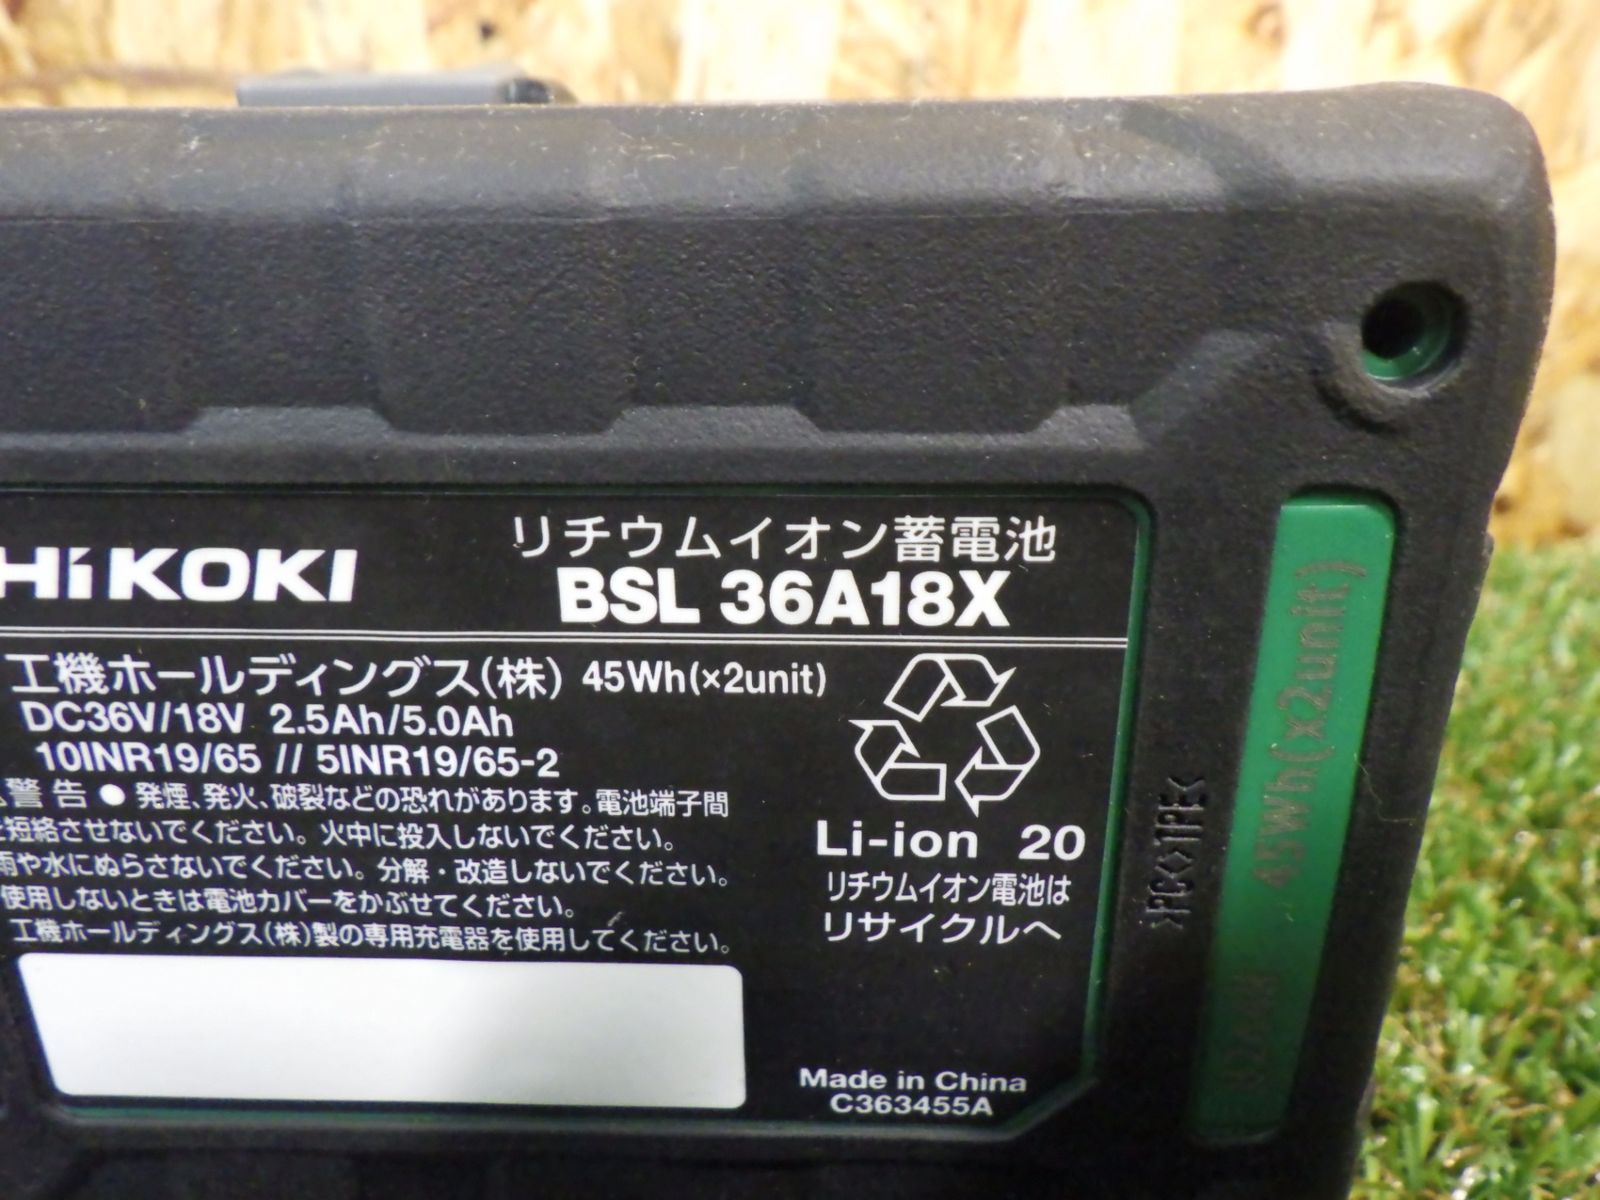 HiKOKI
リチウムイオン蓄電池
BSL 36A18X
工機ホールディングス(株) 45Wh(×2unit)
DC36V/18V 2.5Ah/5.0Ah
10INR19/65 // 5INR19/65-2
警告 ● 発煙、発火、破裂などの恐れがあります。電池端子間
を短絡させないでください。火中に投入しないでください。
雨や水にぬらさないでください。分解・改造しないでください。
使用しないときは電池カバーをかぶせてください。
工機ホールディングス(株)製の専用充電器を使用してください。
Li-ion 20
リチウムイオン電池は
リサイクルへ
Made in China
C363455A
>PC<>TPE<
45Wh(x2unit)